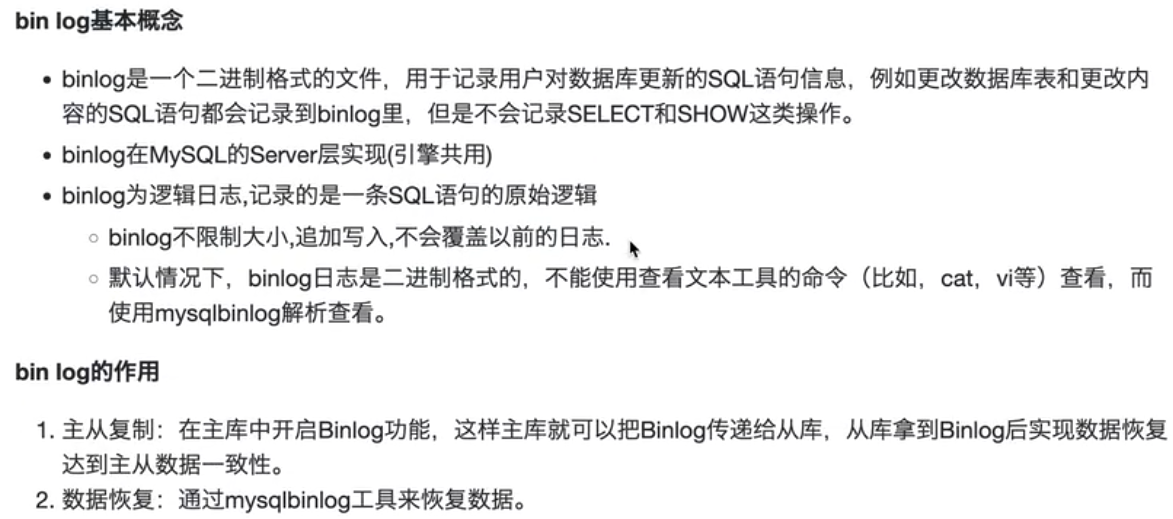 bin log基本概念
• binlog是一个二进制格式的文件，用于记录用户对数据库更新的SQL语句信息，例如更改数据库表和更改内
容的SQL语句都会记录到binlog里，但是不会记录SELECT和SHOW这类操作。
• binlog在MySQL的Server层实现(引擎共用)
• binlog为逻辑日志,记录的是一条SQL语句的原始逻辑
◦ binlog不限制大小,追加写入,不会覆盖以前的日志.
◦ 默认情况下，binlog日志是二进制格式的，不能使用查看文本工具的命令（比如，cat，vi等）查看，而
使用mysqlbinlog解析查看。
bin log的作用
1. 主从复制：在主库中开启Binlog功能，这样主库就可以把Binlog传递给从库，从库拿到Binlog后实现数据恢复
达到主从数据一致性。
2. 数据恢复：通过mysqlbinlog工具来恢复数据。